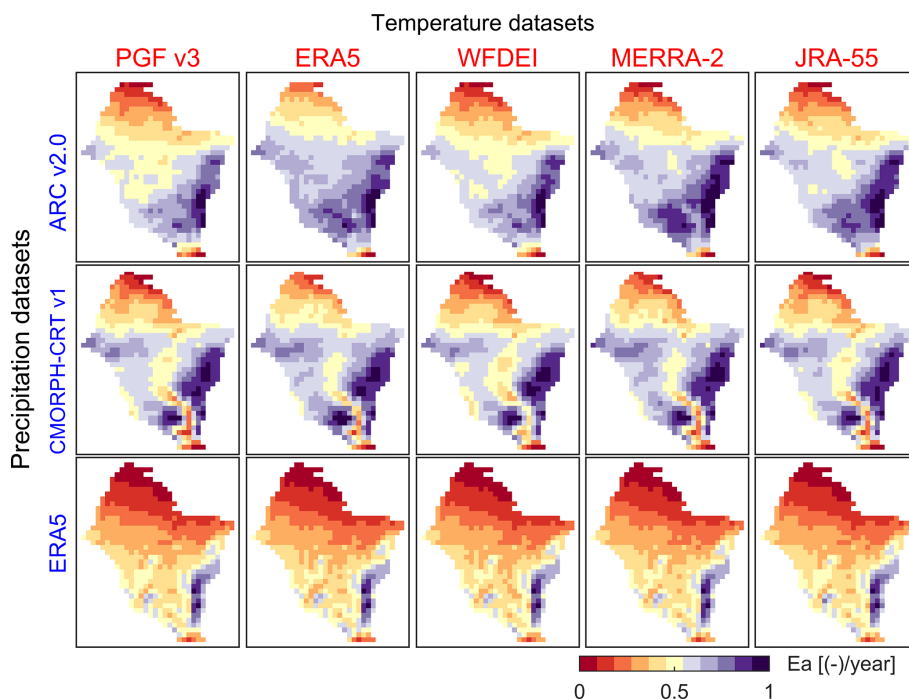 Temperature datasets
PGF v3 ERA5 WFDEI MERRA-2 JRA-55
Precipitation datasets
ARC v2.0
CMORPH-CRT v1
ERA5
Ea [(-)/year]
0 0.5 1